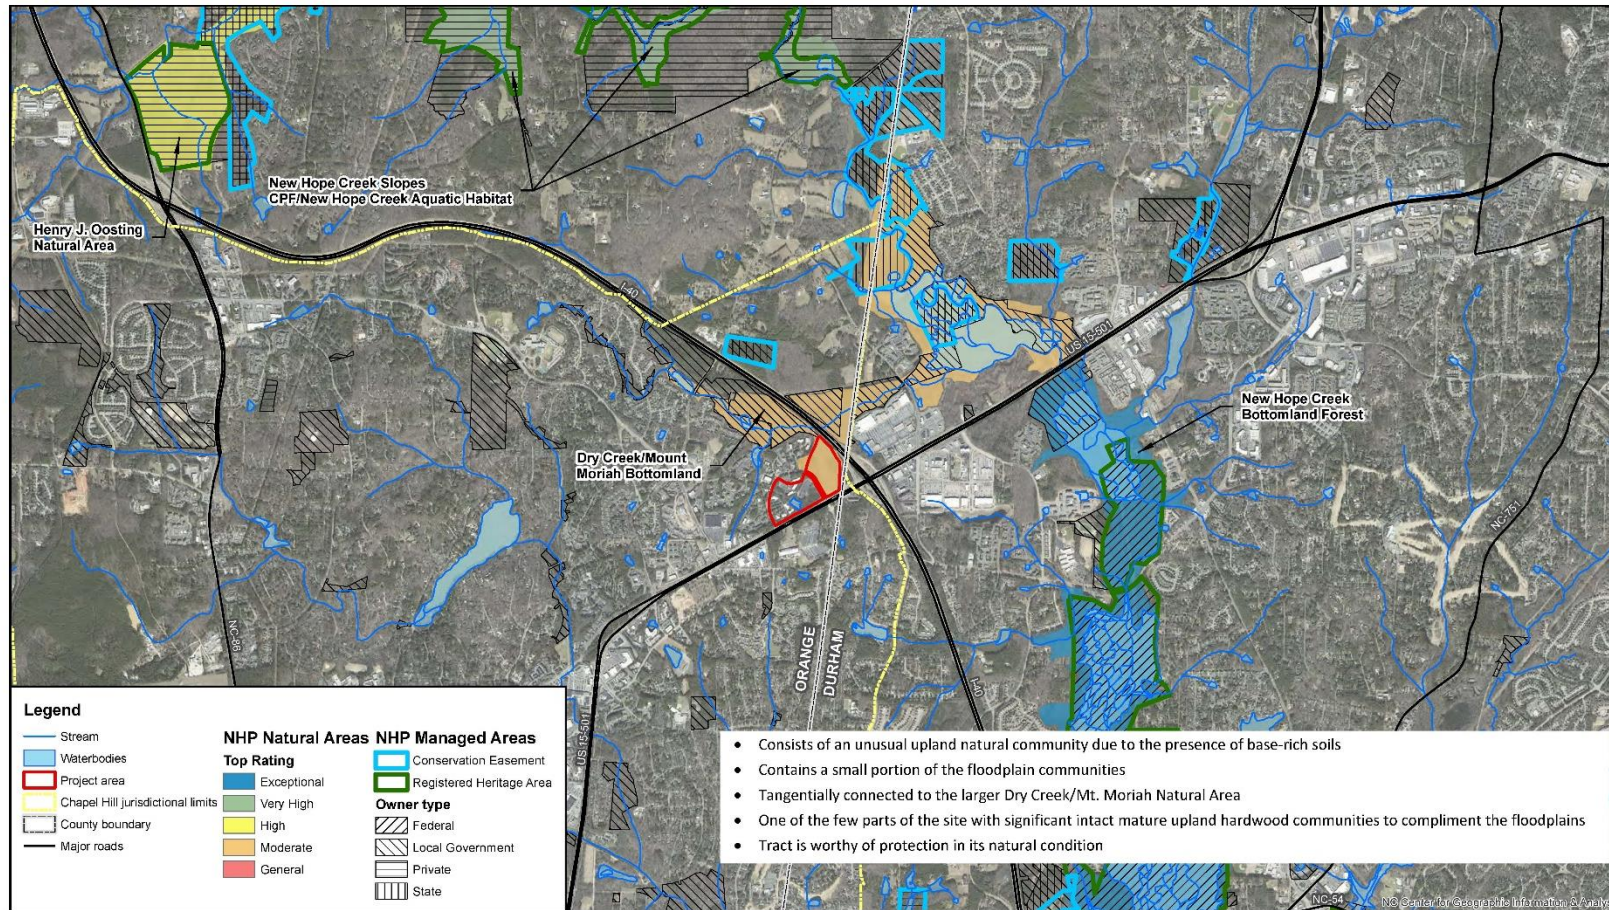 New Hope Creek Slopes
CPF/New Hope Creek Aquatic Habitat
Henry J. Oosting
Natural Area
I-40
US 15-501
New Hope Creek
Bottomland Forest
Dry Creek/Mount
Moriah Bottomland
NC-751
NC-86
ORANGE
DURHAM
I-40
US 15-501
Legend
Stream
Waterbodies
Project area
Chapel Hill jurisdictional limits
County boundary
Major roads
NHP Natural Areas
Top Rating
Exceptional
Very High
High
Moderate
General
NHP Managed Areas
Conservation Easement
Registered Heritage Area
Owner type
Federal
Local Government
Private
State
• Consists of an unusual upland natural community due to the presence of base-rich soils
• Contains a small portion of the floodplain communities
• Tangentially connected to the larger Dry Creek/Mt. Moriah Natural Area
• One of the few parts of the site with significant intact mature upland hardwood communities to compliment the floodplains
• Tract is worthy of protection in its natural condition
NC-54
NC Center for Geographic Information & Analys